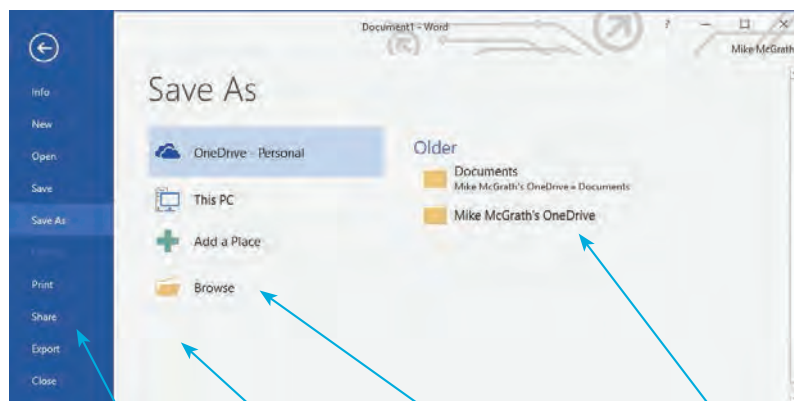 Document1 - Word
?
Mike McGrath
Info
New
Open
Save
Save As
Print
Share
Export
Close
Save As
OneDrive - Personal
This PC
Add a Place
Browse
Older
Documents
Mike McGrath's OneDrive » Documents
Mike McGrath's OneDrive